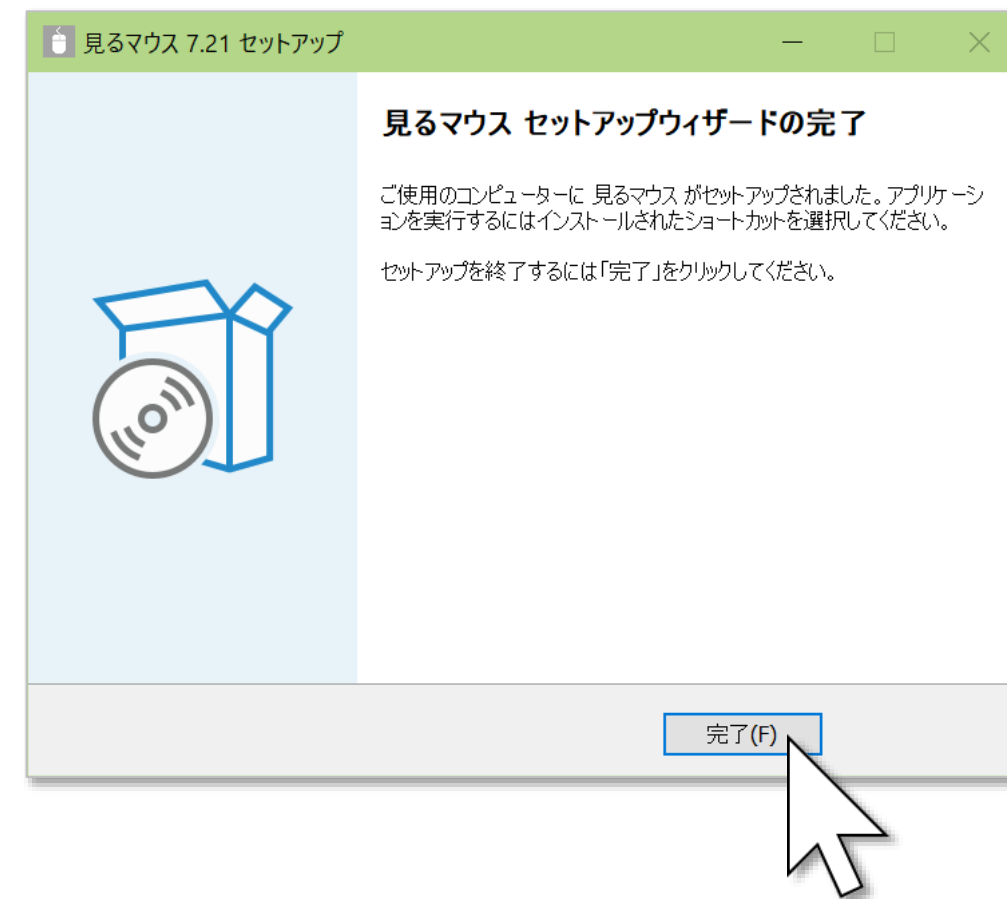 見るマウス 7.21 セットアップ
見るマウス セットアップウィザードの完了
ご使用のコンピューターに 見るマウス がセットアップされました。アプリケーシ
ョンを実行するにはインストールされたショートカットを選択してください。
セットアップを終了するには「完了」をクリックしてください。
完了(F)